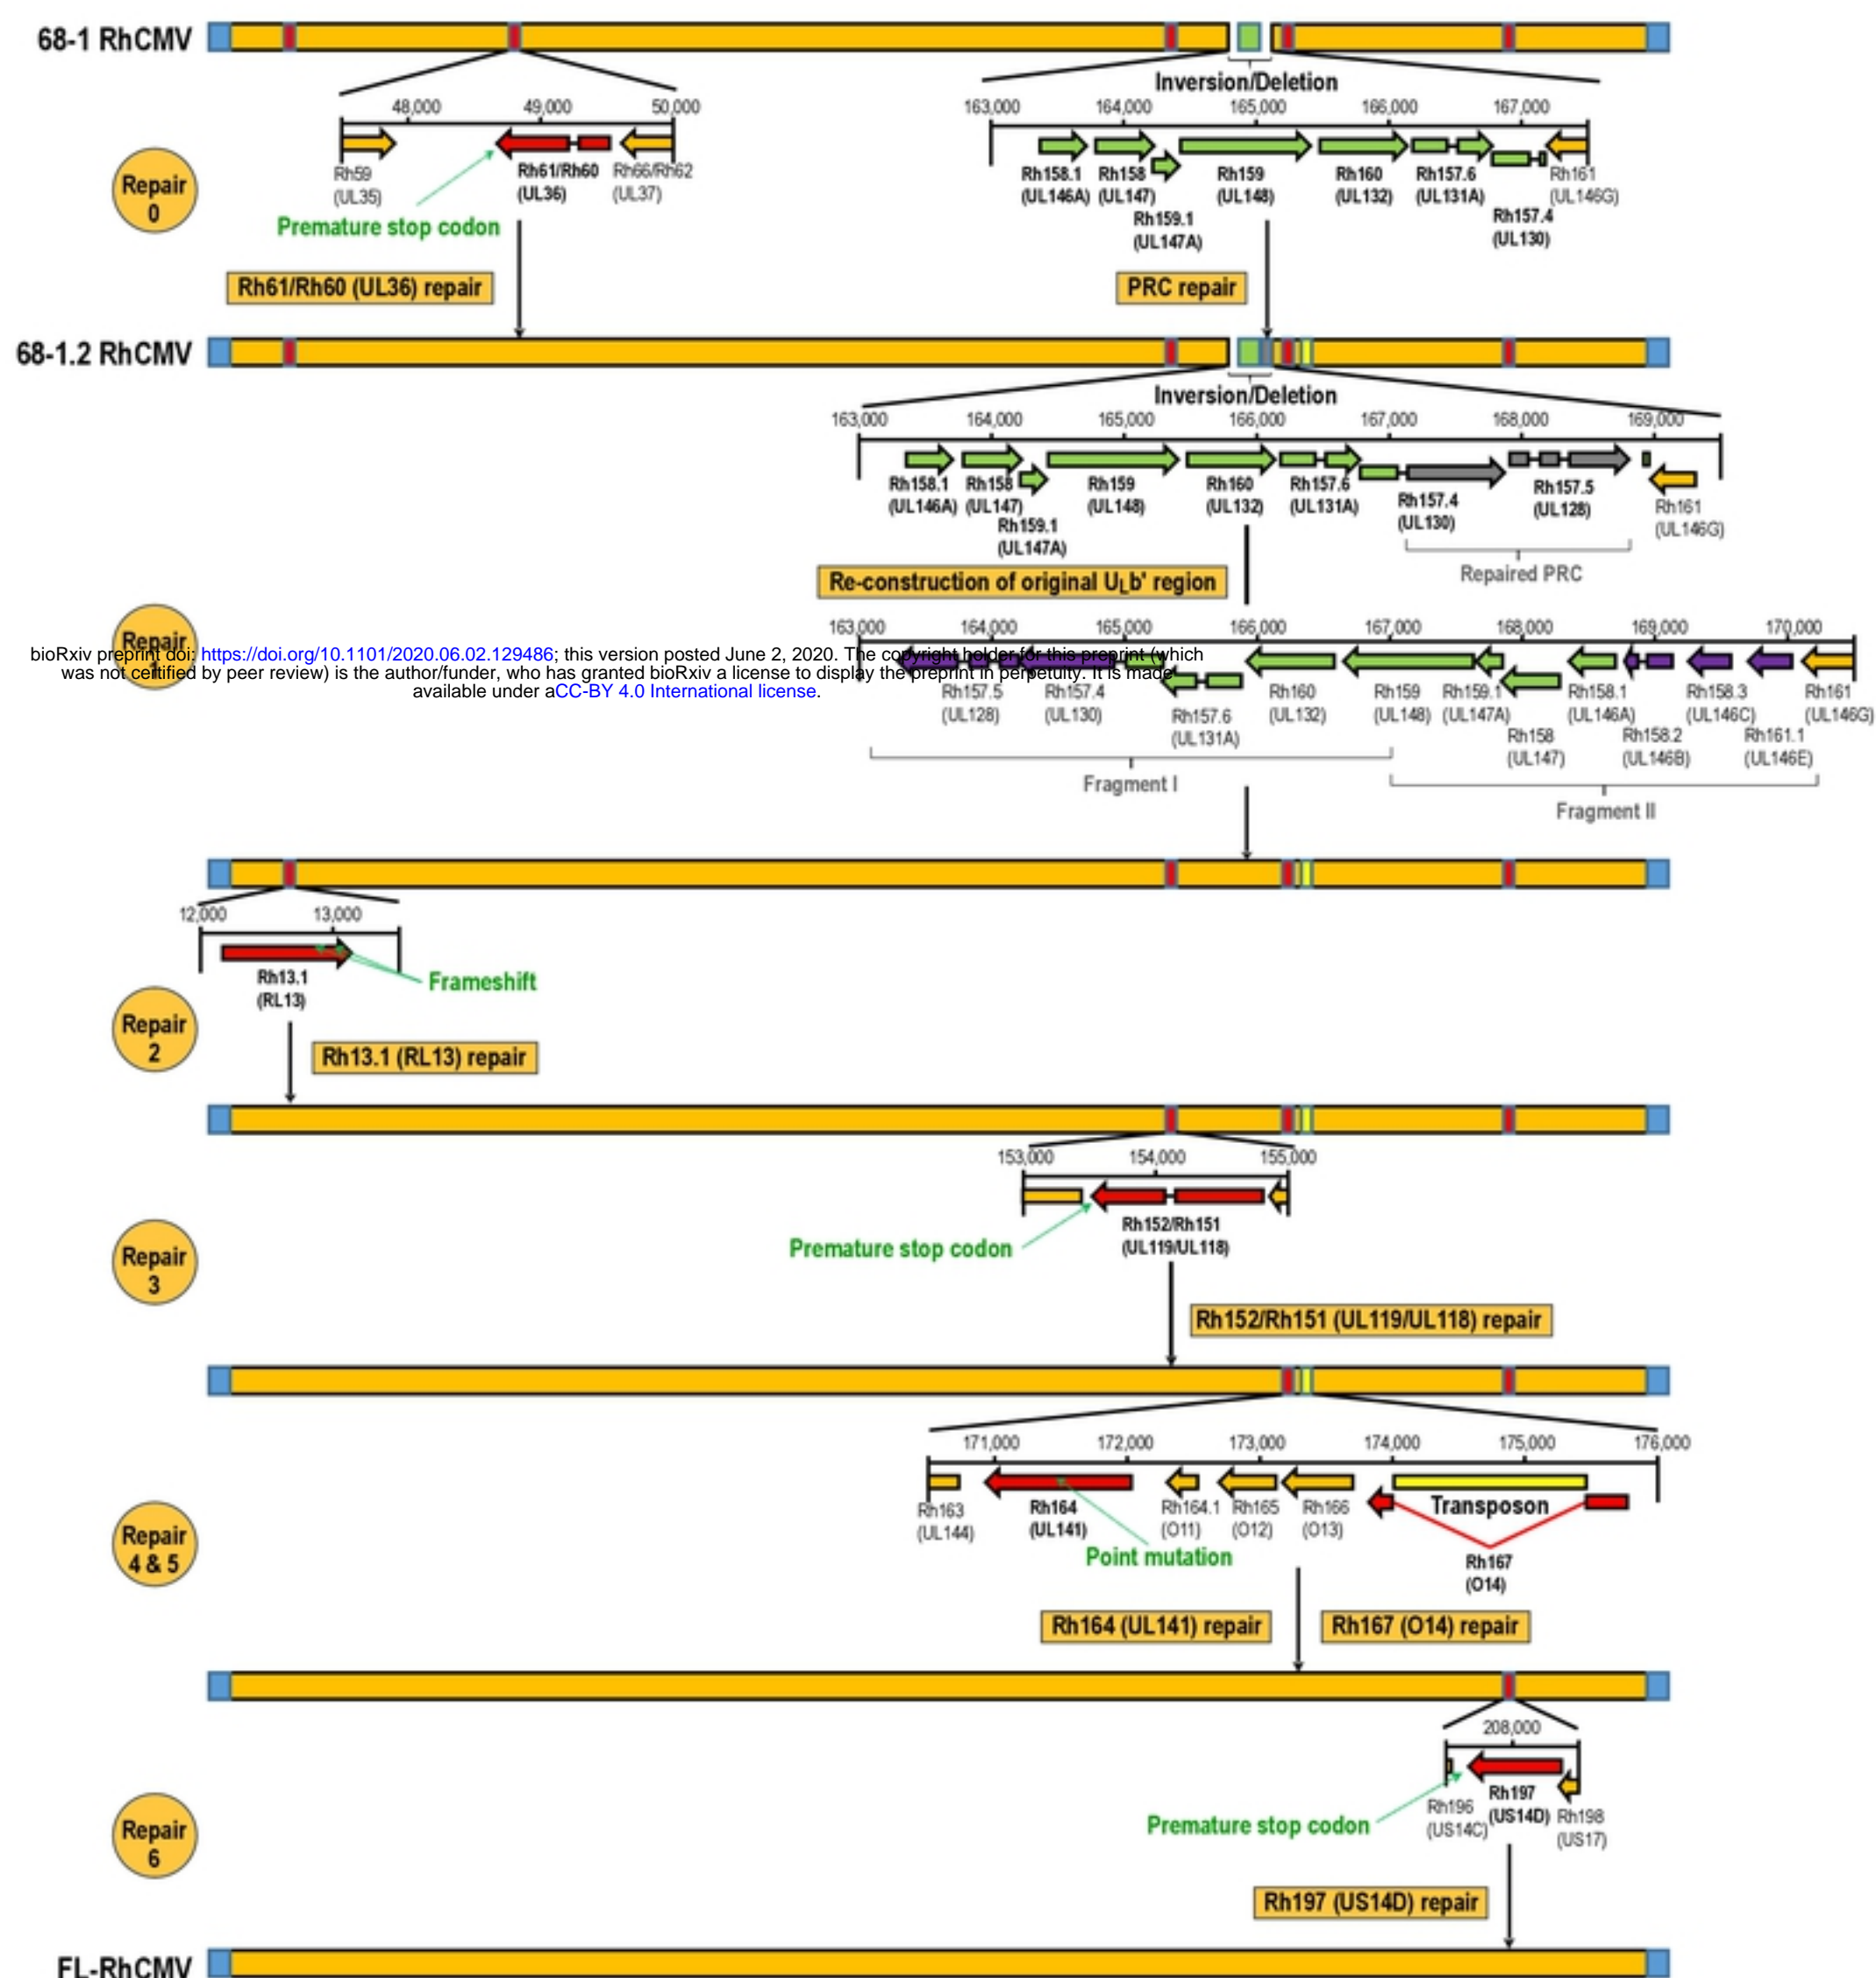 68-1 RhCMV
Inversion/Deletion
48,000 49,000 50,000
163,000 164,000 165,000 166,000 167,000
Repair
0
Rh59
(UL35)
Rh61/Rh60
(UL36)
Rh66/Rh62
(UL37)
Premature stop codon
Rh158.1
(UL146A)
Rh158
(UL147)
Rh159.1
(UL147A)
Rh159
(UL148)
Rh160
(UL132)
Rh157.6
(UL131A)
Rh157.4
(UL130)
Rh161
(UL146G)
Rh61/Rh60 (UL36) repair
PRC repair
68-1.2 RhCMV
Inversion/Deletion
163,000 164,000 165,000 166,000 167,000 168,000 169,000
Rh158.1
(UL146A)
Rh158
(UL147)
Rh159.1
(UL147A)
Rh159
(UL148)
Rh160
(UL132)
Rh157.6
(UL131A)
Rh157.4
(UL130)
Rh157.5
(UL128)
Rh161
(UL146G)
Repaired PRC
Re-construction of original ULb' region
Repair
1
163,000 164,000 165,000 166,000 167,000 168,000 169,000 170,000
bioRxiv preprint doi: https://doi.org/10.1101/2020.06.02.129486; this version posted June 2, 2020. The copyright holder for this preprint (which
was not certified by peer review) is the author/funder, who has granted bioRxiv a license to display the preprint in perpetuity. It is made
available under aCC-BY 4.0 International license.
Rh157.5
(UL128)
Rh157.4
(UL130)
Rh157.6
(UL131A)
Rh160
(UL132)
Rh159
(UL148)
Rh159.1
(UL147A)
Rh158
(UL147)
Rh158.1
(UL146A)
Rh158.2
(UL146B)
Rh158.3
(UL146C)
Rh161.1
(UL146E)
Rh161
(UL146G)
Fragment I
Fragment II
12,000 13,000
Rh13.1
(RL13)
Frameshift
Repair
2
Rh13.1 (RL13) repair
153,000 154,000 155,000
Rh152/Rh151
(UL119/UL118)
Premature stop codon
Repair
3
Rh152/Rh151 (UL119/UL118) repair
171,000 172,000 173,000 174,000 175,000 176,000
Rh163
(UL144)
Rh164
(UL141)
Rh164.1
(O11)
Rh165
(O12)
Rh166
(O13)
Transposon
Rh167
(O14)
Point mutation
Repair
4 & 5
Rh164 (UL141) repair
Rh167 (O14) repair
208,000
Rh196
(US14C)
Rh197
(US14D)
Rh198
(US17)
Premature stop codon
Repair
6
Rh197 (US14D) repair
FL-RhCMV